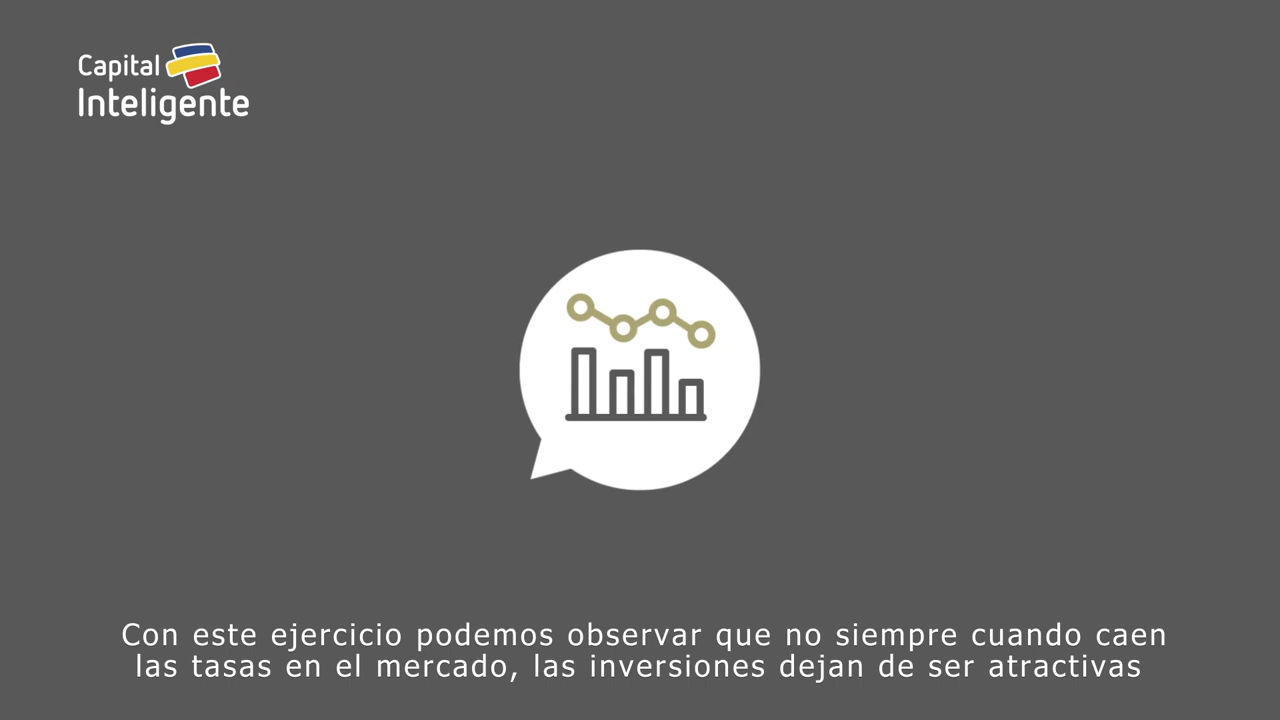 Capital
Inteligente
Con este ejercicio podemos observar que no siempre cuando caen
las tasas en el mercado, las inversiones dejan de ser atractivas